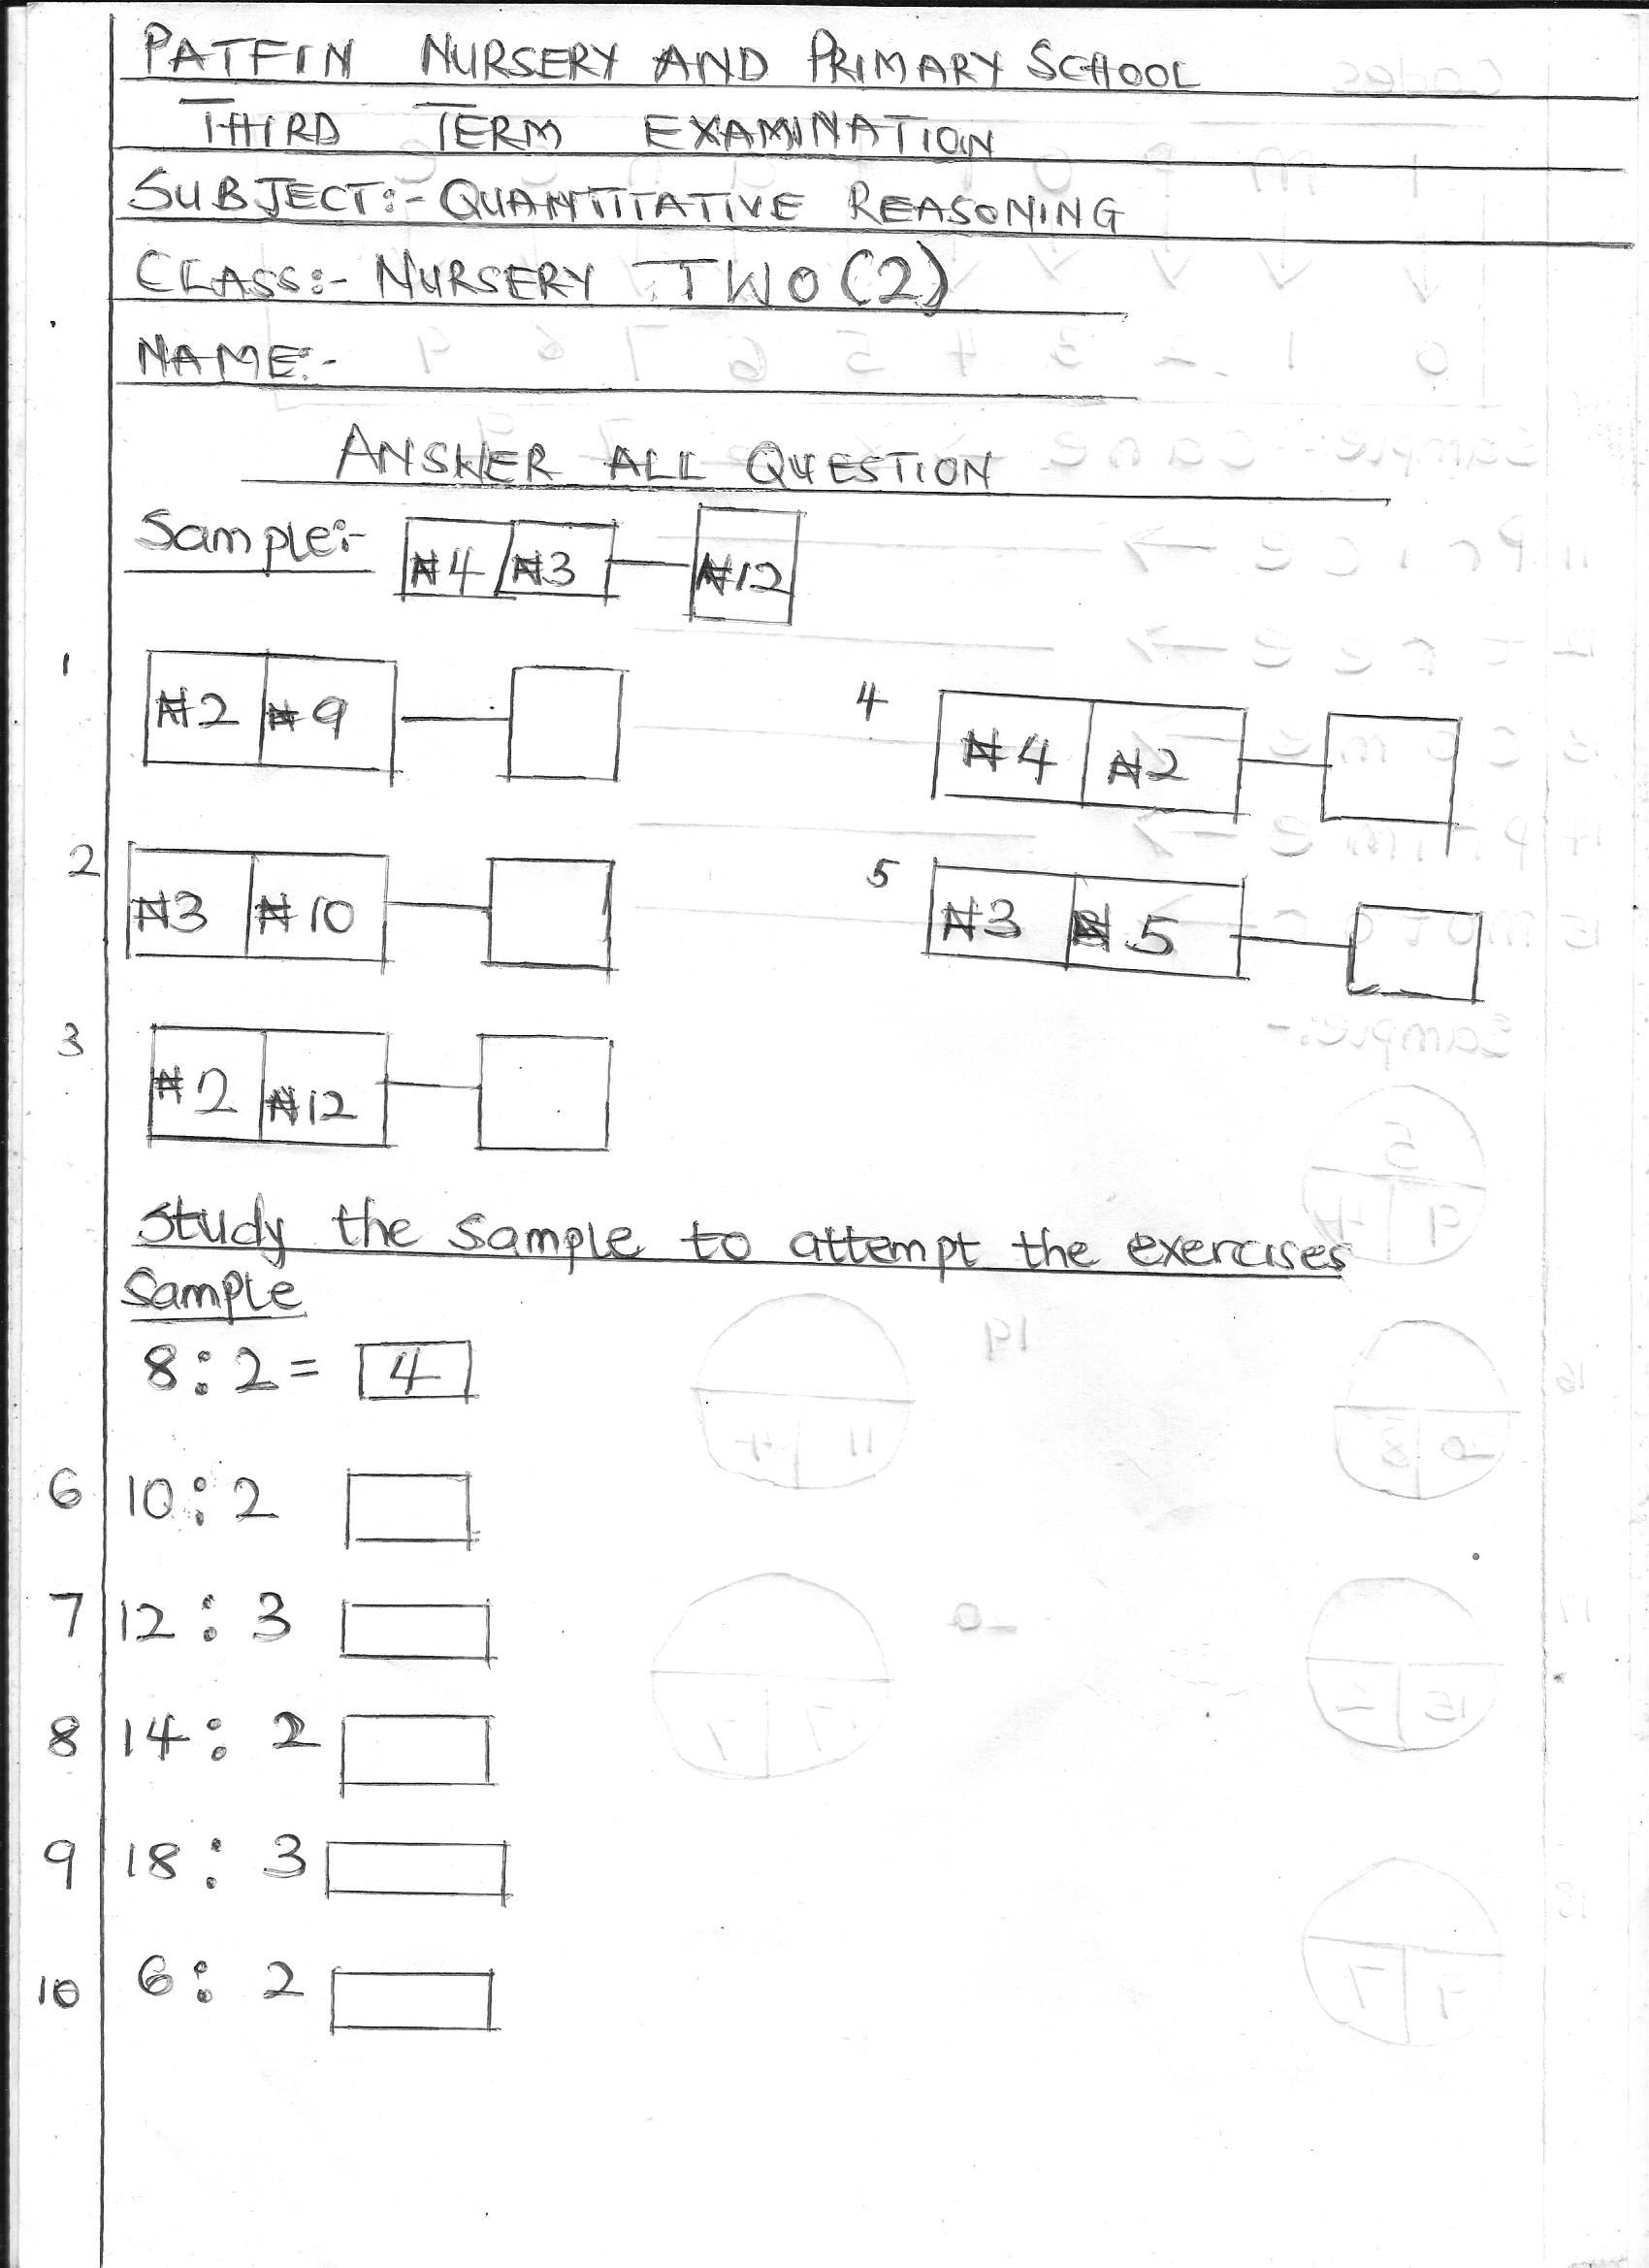 PATFIN NURSERY AND PRIMARY SCHOOL
THIRD TERM EXAMINATION
SUBJECT:- QUANTITATIVE REASONING
CLASS:- NURSERY TWO (2)
NAME:-
ANSWER ALL QUESTION
Sample:- ₦4 ₦3 ₦12
1 ₦2 ₦9
4 ₦4 ₦2
2 ₦3 ₦10
5 ₦3 ₦5
3 ₦2 ₦12
Study the sample to attempt the exercises
Sample
8 : 2 = 4
6 10 : 2
7 12 : 3
8 14 : 2
9 18 : 3
10 6 : 2